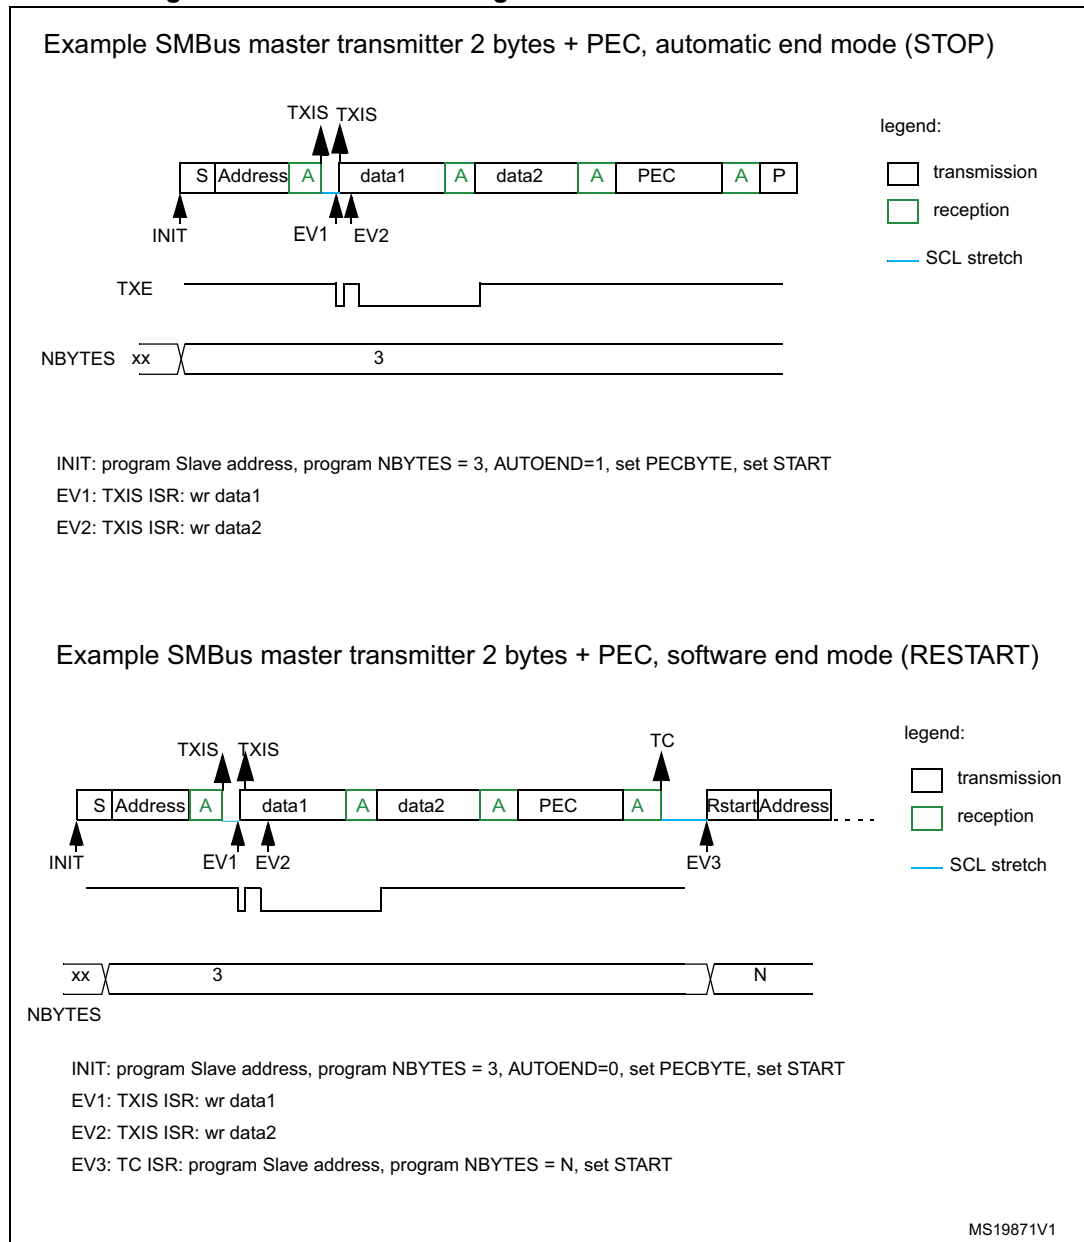 Example SMBus master transmitter 2 bytes + PEC, automatic end mode (STOP)
TXIS TXIS
legend:
S Address A data1 A data2 A PEC A P
transmission
reception
INIT EV1 EV2
SCL stretch
TXE
NBYTES xx 3
INIT: program Slave address, program NBYTES = 3, AUTOEND=1, set PECBYTE, set START
EV1: TXIS ISR: wr data1
EV2: TXIS ISR: wr data2
Example SMBus master transmitter 2 bytes + PEC, software end mode (RESTART)
TXIS TXIS TC
legend:
S Address A data1 A data2 A PEC A Rstart Address
transmission
reception
INIT EV1 EV2 EV3
SCL stretch
xx 3 N
NBYTES
INIT: program Slave address, program NBYTES = 3, AUTOEND=0, set PECBYTE, set START
EV1: TXIS ISR: wr data1
EV2: TXIS ISR: wr data2
EV3: TC ISR: program Slave address, program NBYTES = N, set START
MS19871V1